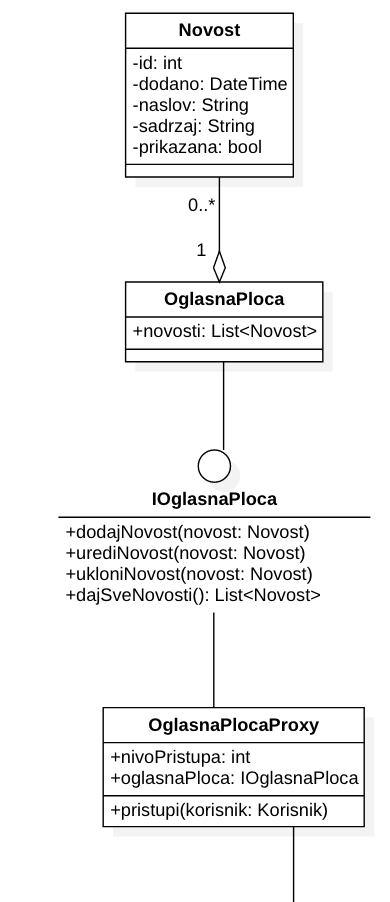 Novost
-id: int
-dodano: DateTime
-naslov: String
-sadrzaj: String
-prikazana: bool
0..*
1
OglasnaPloca
+novosti: List<Novost>
IOglasnaPloca
+dodajNovost(novost: Novost)
+urediNovost(novost: Novost)
+ukloniNovost(novost: Novost)
+dajSveNovosti(): List<Novost>
OglasnaPlocaProxy
+nivoPristupa: int
+oglasnaPloca: IOglasnaPloca
+pristupi(korisnik: Korisnik)